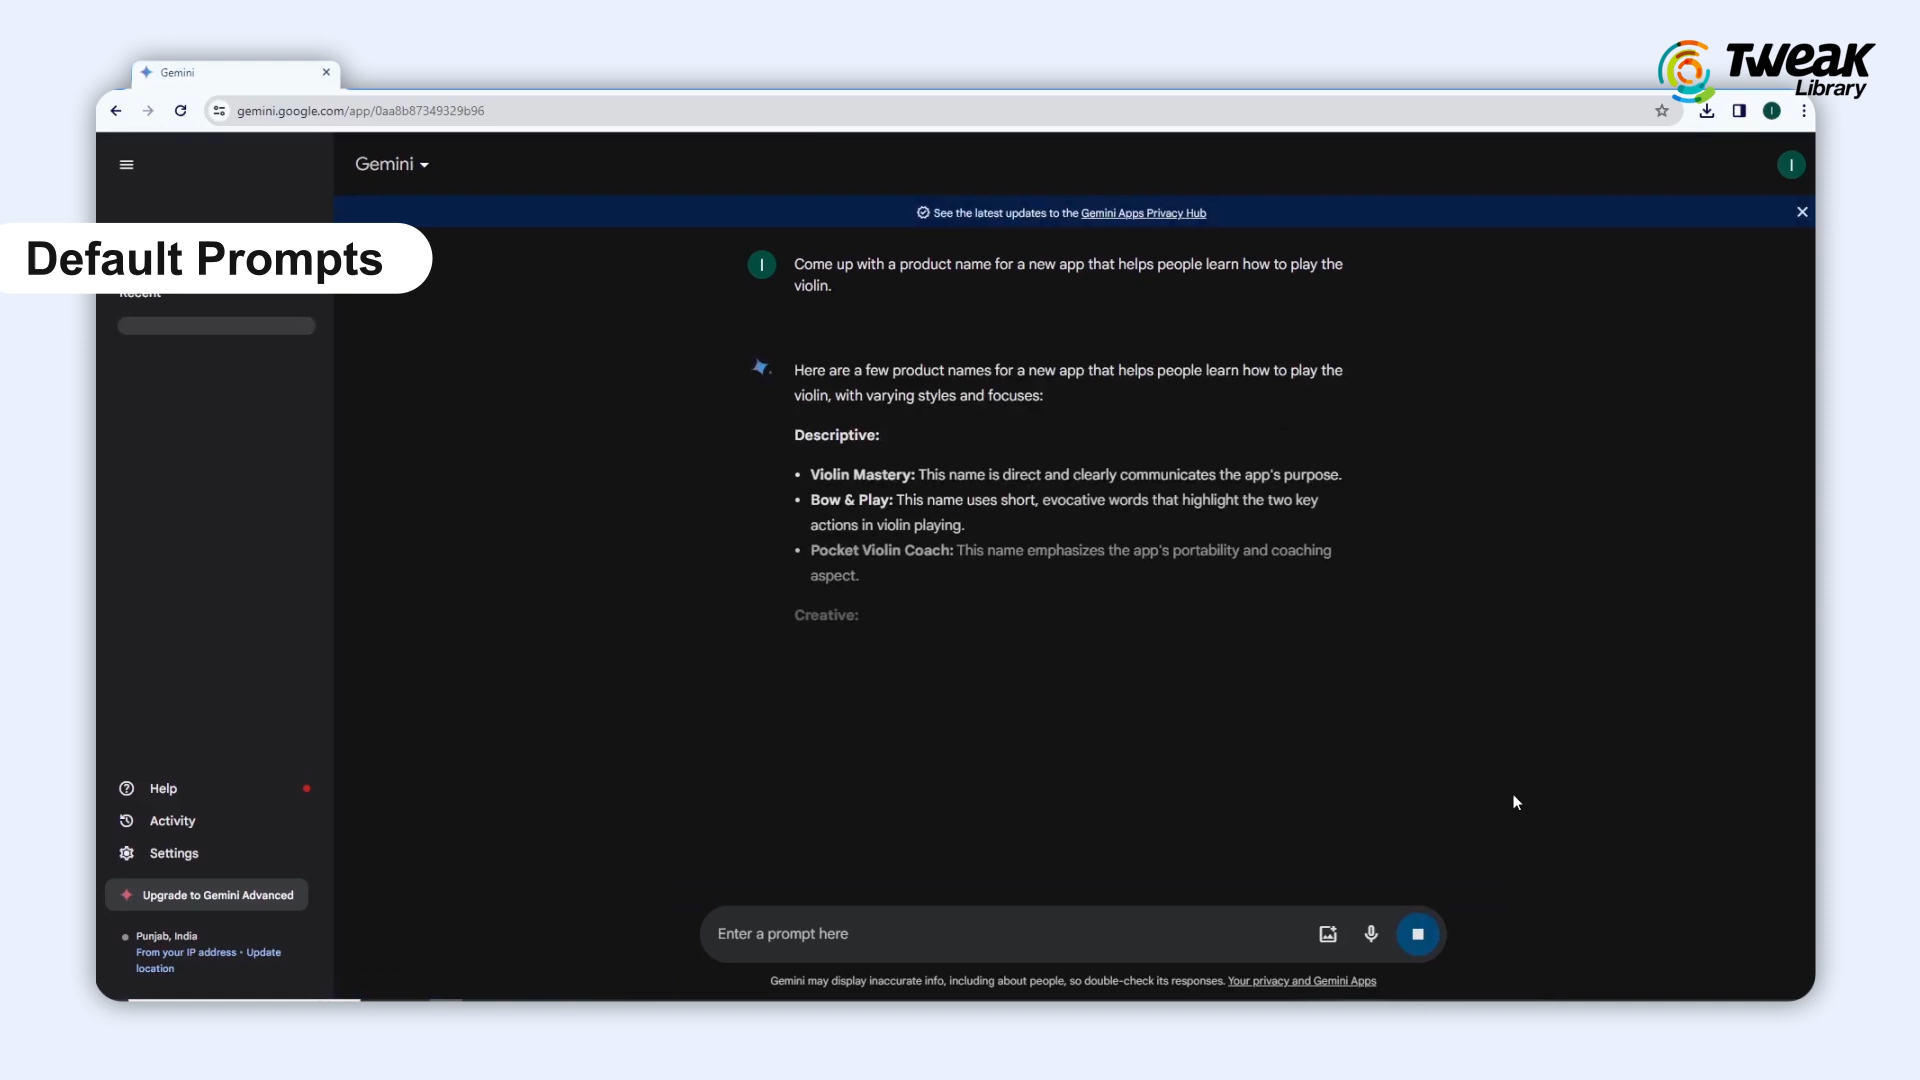 Gemini
TWEAK
Library
gemini.google.com/app/0aa8b87349329b96
Gemini
See the latest updates to the Gemini Apps Privacy Hub
Default Prompts
Recent
Come up with a product name for a new app that helps people learn how to play the
violin.
Here are a few product names for a new app that helps people learn how to play the
violin, with varying styles and focuses:
Descriptive:
• Violin Mastery: This name is direct and clearly communicates the app's purpose.
• Bow & Play: This name uses short, evocative words that highlight the two key
actions in violin playing.
• Pocket Violin Coach: This name emphasizes the app's portability and coaching
aspect.
Creative:
Help
Activity
Settings
Upgrade to Gemini Advanced
Punjab, India
From your IP address • Update
location
Enter a prompt here
Gemini may display inaccurate info, including about people, so double-check its responses. Your privacy and Gemini Apps